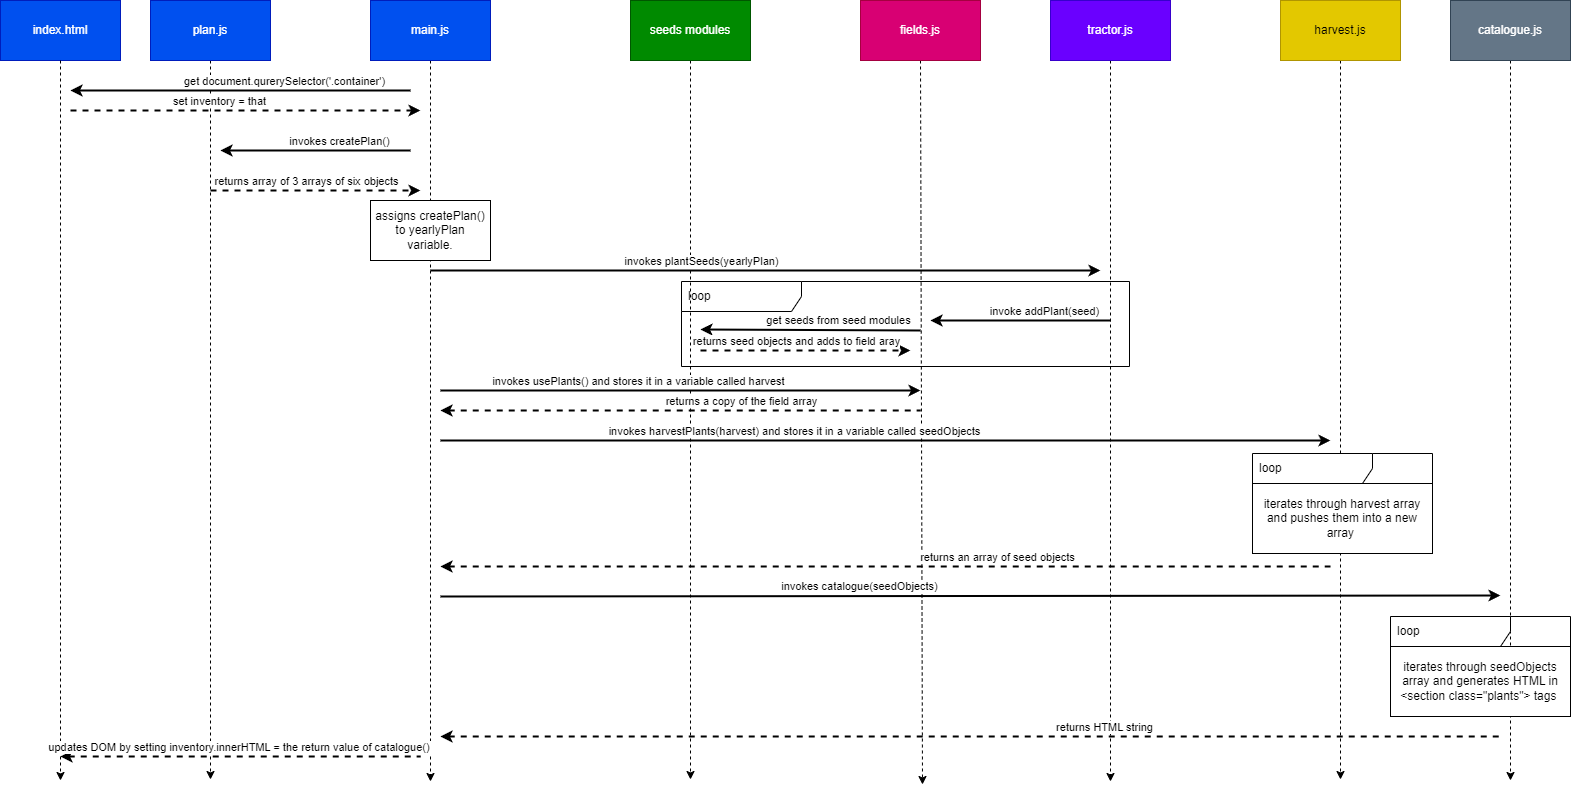 index.html
plan.js
main.js
seeds modules
fields.js
tractor.js
harvest.js
catalogue.js
get document.qurerySelector('.container')
set inventory = that
invokes createPlan()
returns array of 3 arrays of six objects
assigns createPlan()
to yearlyPlan
variable.
invokes plantSeeds(yearlyPlan)
loop
invoke addPlant(seed)
get seeds from seed modules
returns seed objects and adds to field aray
invokes usePlants() and stores it in a variable called harvest
returns a copy of the field array
invokes harvestPlants(harvest) and stores it in a variable called seedObjects
loop
iterates through harvest array
and pushes them into a new
array
returns an array of seed objects
invokes catalogue(seedObjects)
loop
iterates through seedObjects
array and generates HTML in
<section class="plants"> tags
returns HTML string
updates DOM by setting inventory.innerHTML = the return value of catalogue()